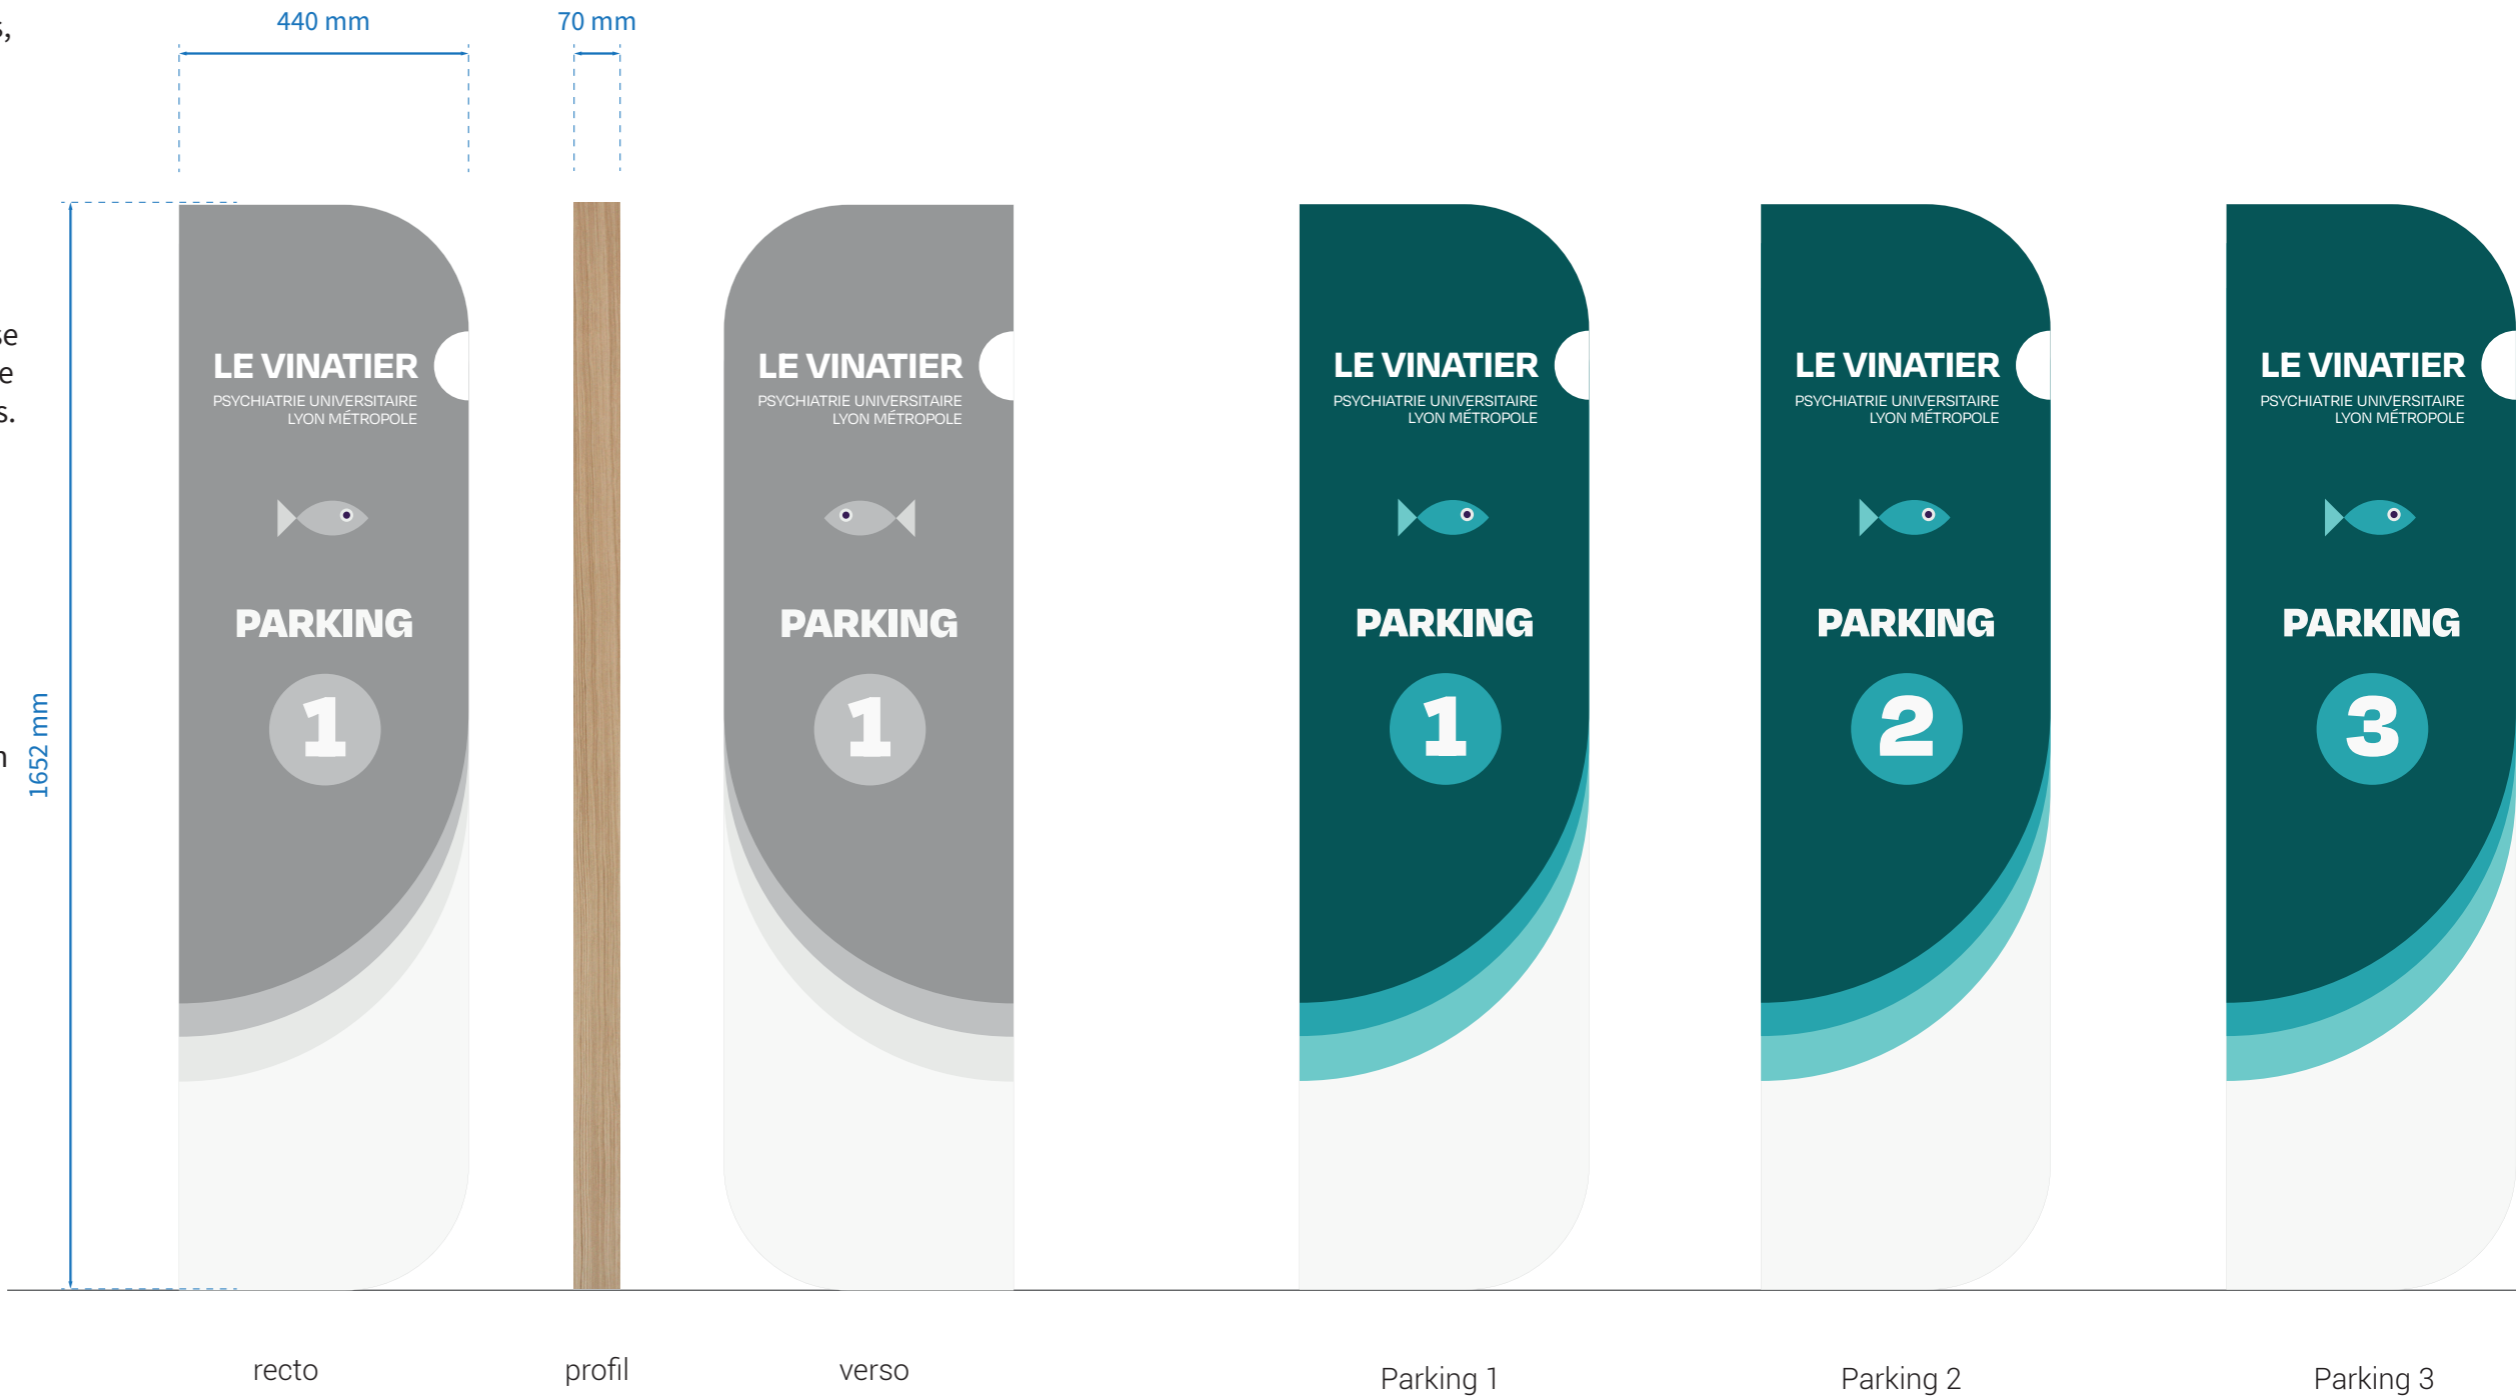 440 mm
70 mm
1652 mm
LE VINATIER
PSYCHIATRIE UNIVERSITAIRE
LYON MÉTROPOLE
PARKING
1
LE VINATIER
PSYCHIATRIE UNIVERSITAIRE
LYON MÉTROPOLE
PARKING
1
LE VINATIER
PSYCHIATRIE UNIVERSITAIRE
LYON MÉTROPOLE
PARKING
1
LE VINATIER
PSYCHIATRIE UNIVERSITAIRE
LYON MÉTROPOLE
PARKING
2
LE VINATIER
PSYCHIATRIE UNIVERSITAIRE
LYON MÉTROPOLE
PARKING
3
recto
profil
verso
Parking 1
Parking 2
Parking 3